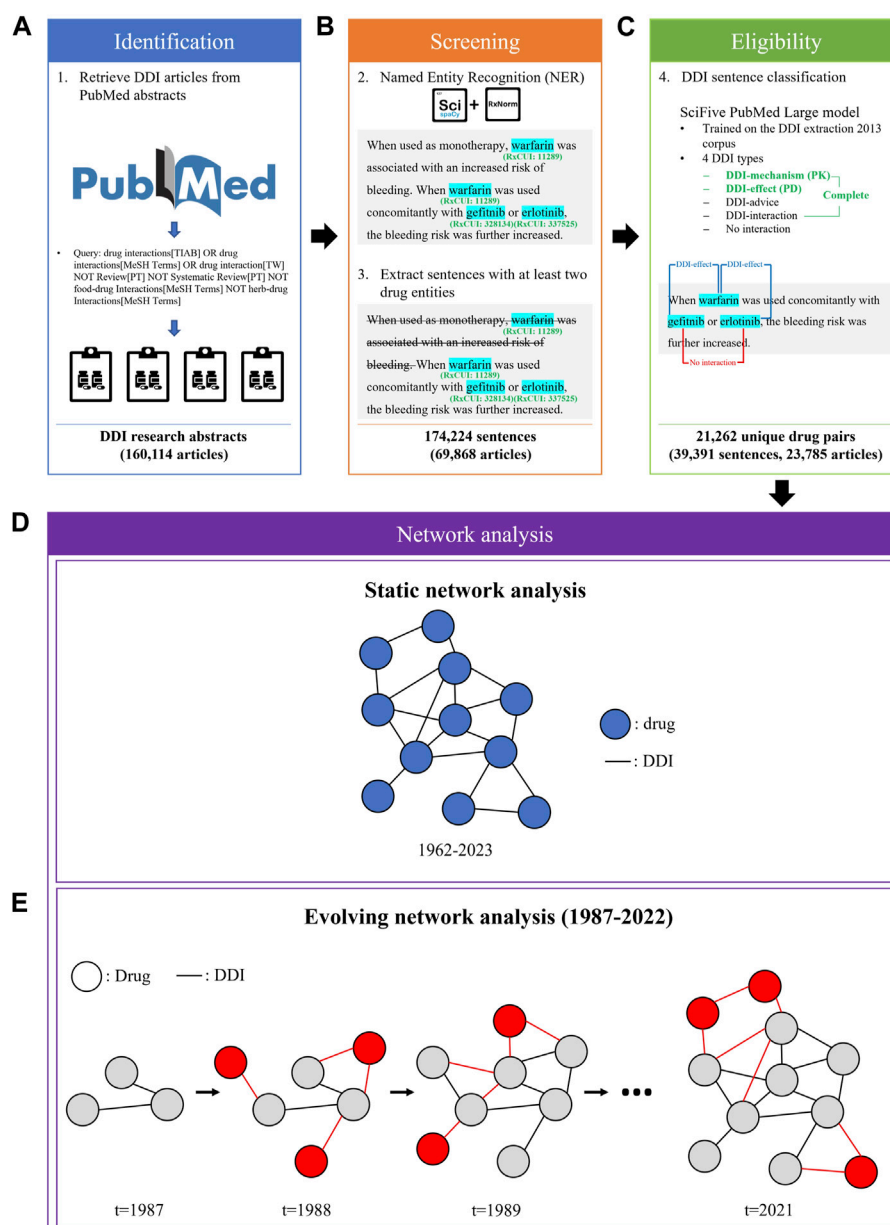 A
Identification
1. Retrieve DDI articles from
PubMed abstracts
PubMed
• Query: drug interactions[TIAB] OR drug
interactions[MeSH Terms] OR drug interaction[TW]
NOT Review[PT] NOT Systematic Review[PT] NOT
food-drug Interactions[MeSH Terms] NOT herb-drug
Interactions[MeSH Terms]
DDI research abstracts
(160,114 articles)
B
Screening
2. Named Entity Recognition (NER)
Sci
spaCy
+
RxNorm
When used as monotherapy, warfarin was
(RxCUI: 11289)
associated with an increased risk of
bleeding. When warfarin was used
(RxCUI: 11289)
concomitantly with gefitnib or erlotinib,
(RxCUI: 328134)(RxCUI: 337525)
the bleeding risk was further increased.
3. Extract sentences with at least two
drug entities
When used as monotherapy, warfarin was
(RxCUI: 11289)
associated with an increased risk of
bleeding. When warfarin was used
(RxCUI: 11289)
concomitantly with gefitnib or erlotinib,
(RxCUI: 328134)(RxCUI: 337525)
the bleeding risk was further increased.
174,224 sentences
(69,868 articles)
C
Eligibility
4. DDI sentence classification
SciFive PubMed Large model
• Trained on the DDI extraction 2013
corpus
• 4 DDI types
– DDI-mechanism (PK)
– DDI-effect (PD)
Complete
– DDI-advice
– DDI-interaction
– No interaction
DDI-effect DDI-effect
When warfarin was used concomitantly with
gefitnib or erlotinib, the bleeding risk was
further increased.
No interaction
21,262 unique drug pairs
(39,391 sentences, 23,785 articles)
D
Network analysis
Static network analysis
: drug
: DDI
1962-2023
E
Evolving network analysis (1987-2022)
: Drug
: DDI
t=1987
t=1988
t=1989
t=2021